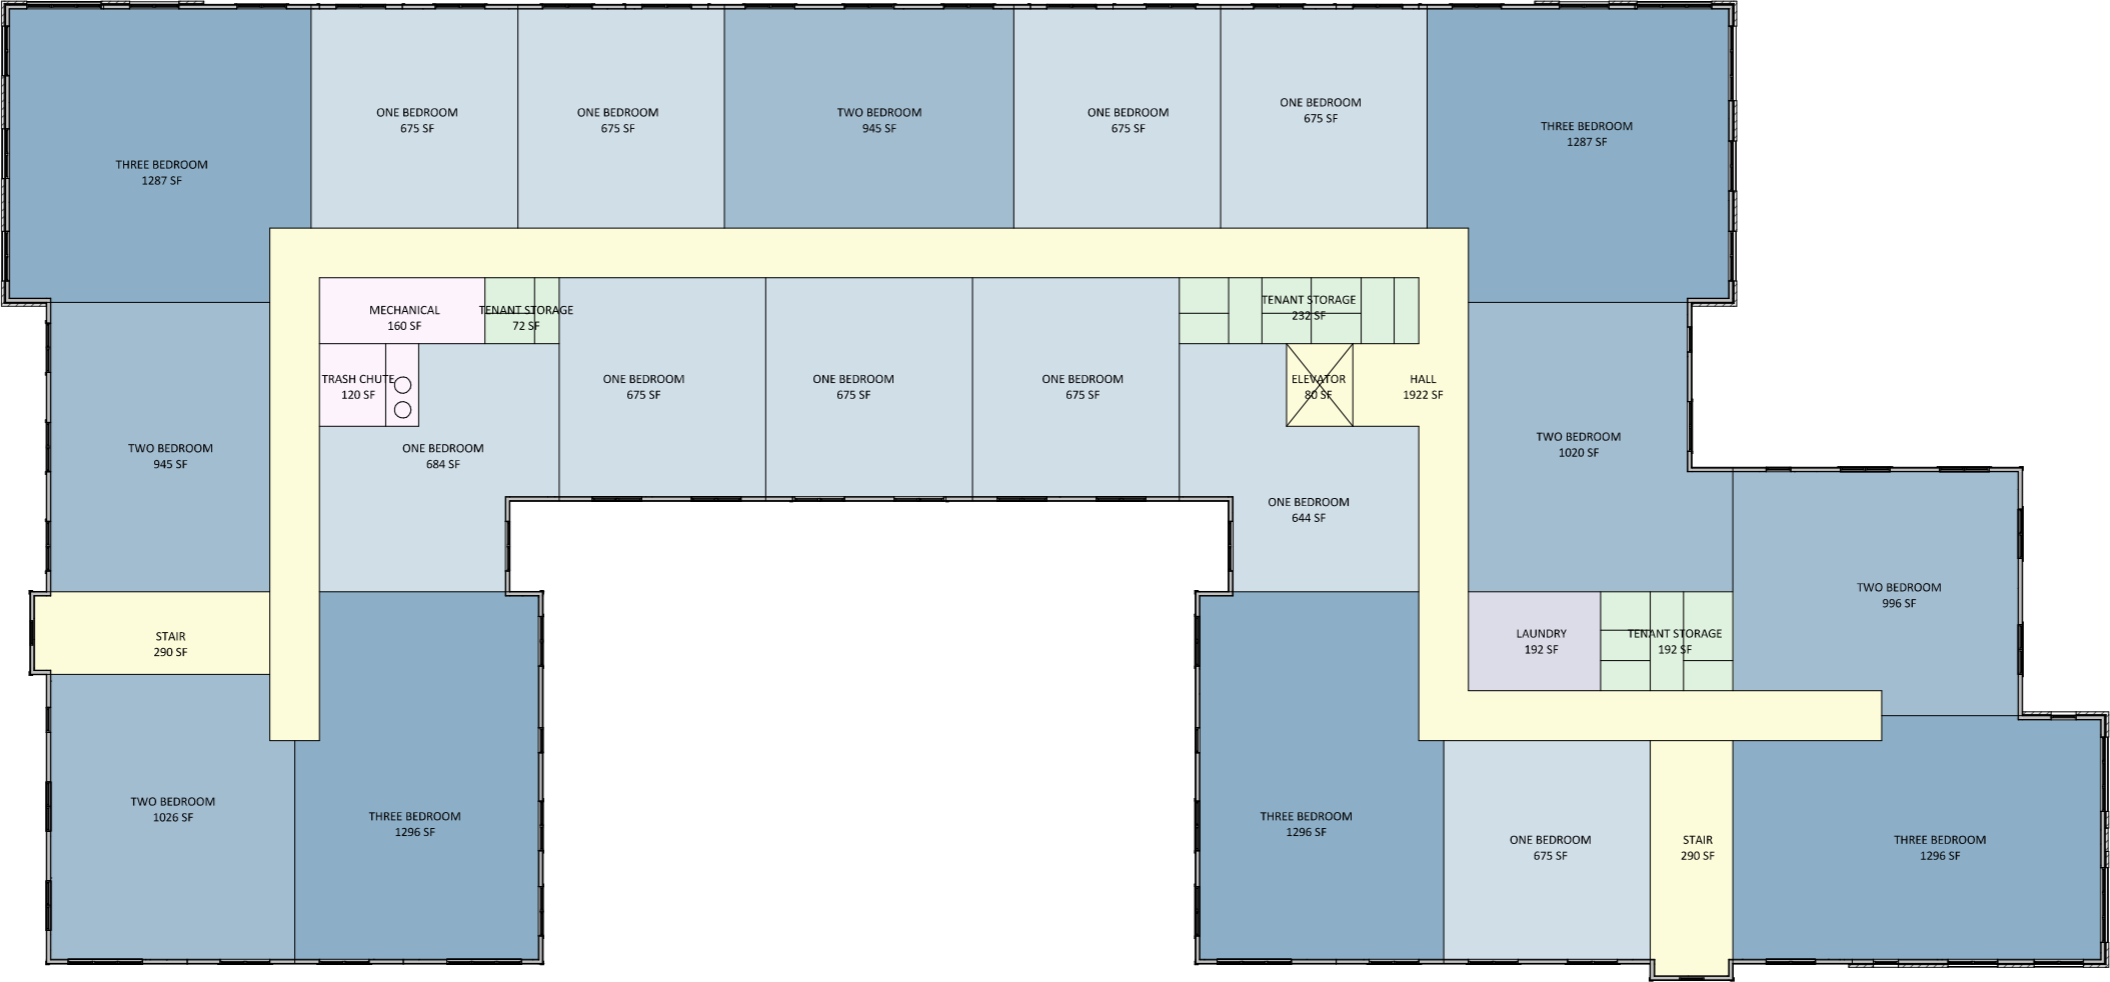 THREE BEDROOM
1287 SF
ONE BEDROOM
675 SF
ONE BEDROOM
675 SF
TWO BEDROOM
945 SF
ONE BEDROOM
675 SF
ONE BEDROOM
675 SF
THREE BEDROOM
1287 SF
MECHANICAL
160 SF
TENANT STORAGE
72 SF
TENANT STORAGE
232 SF
TRASH CHUTE
120 SF
ONE BEDROOM
675 SF
ONE BEDROOM
675 SF
ONE BEDROOM
675 SF
ELEVATOR
80 SF
HALL
1922 SF
TWO BEDROOM
945 SF
ONE BEDROOM
684 SF
TWO BEDROOM
1020 SF
ONE BEDROOM
644 SF
TWO BEDROOM
996 SF
STAIR
290 SF
LAUNDRY
192 SF
TENANT STORAGE
192 SF
TWO BEDROOM
1026 SF
THREE BEDROOM
1296 SF
THREE BEDROOM
1296 SF
ONE BEDROOM
675 SF
STAIR
290 SF
THREE BEDROOM
1296 SF